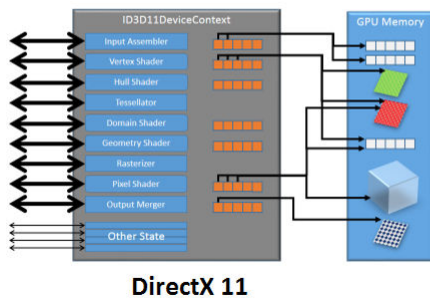 ID3D11DeviceContext
Input Assembler
Vertex Shader
Hull Shader
Tessellator
Domain Shader
Geometry Shader
Rasterizer
Pixel Shader
Output Merger
Other State
GPU Memory
DirectX 11